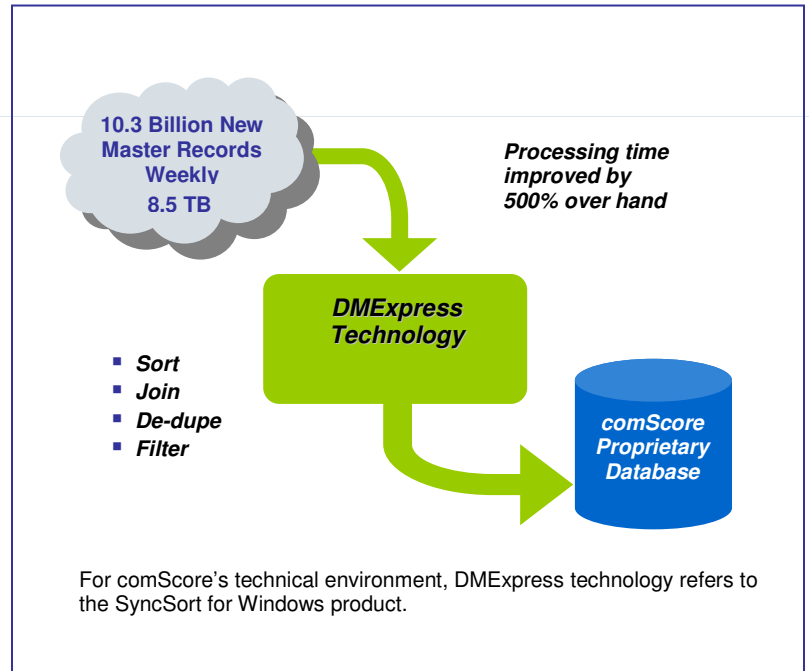 10.3 Billion New
Master Records
Weekly
8.5 TB
Processing time
improved by
500% over hand
DMExpress
Technology
▪ Sort
▪ Join
▪ De-dupe
▪ Filter
comScore
Proprietary
Database
For comScore's technical environment, DMExpress technology refers to
the SyncSort for Windows product.